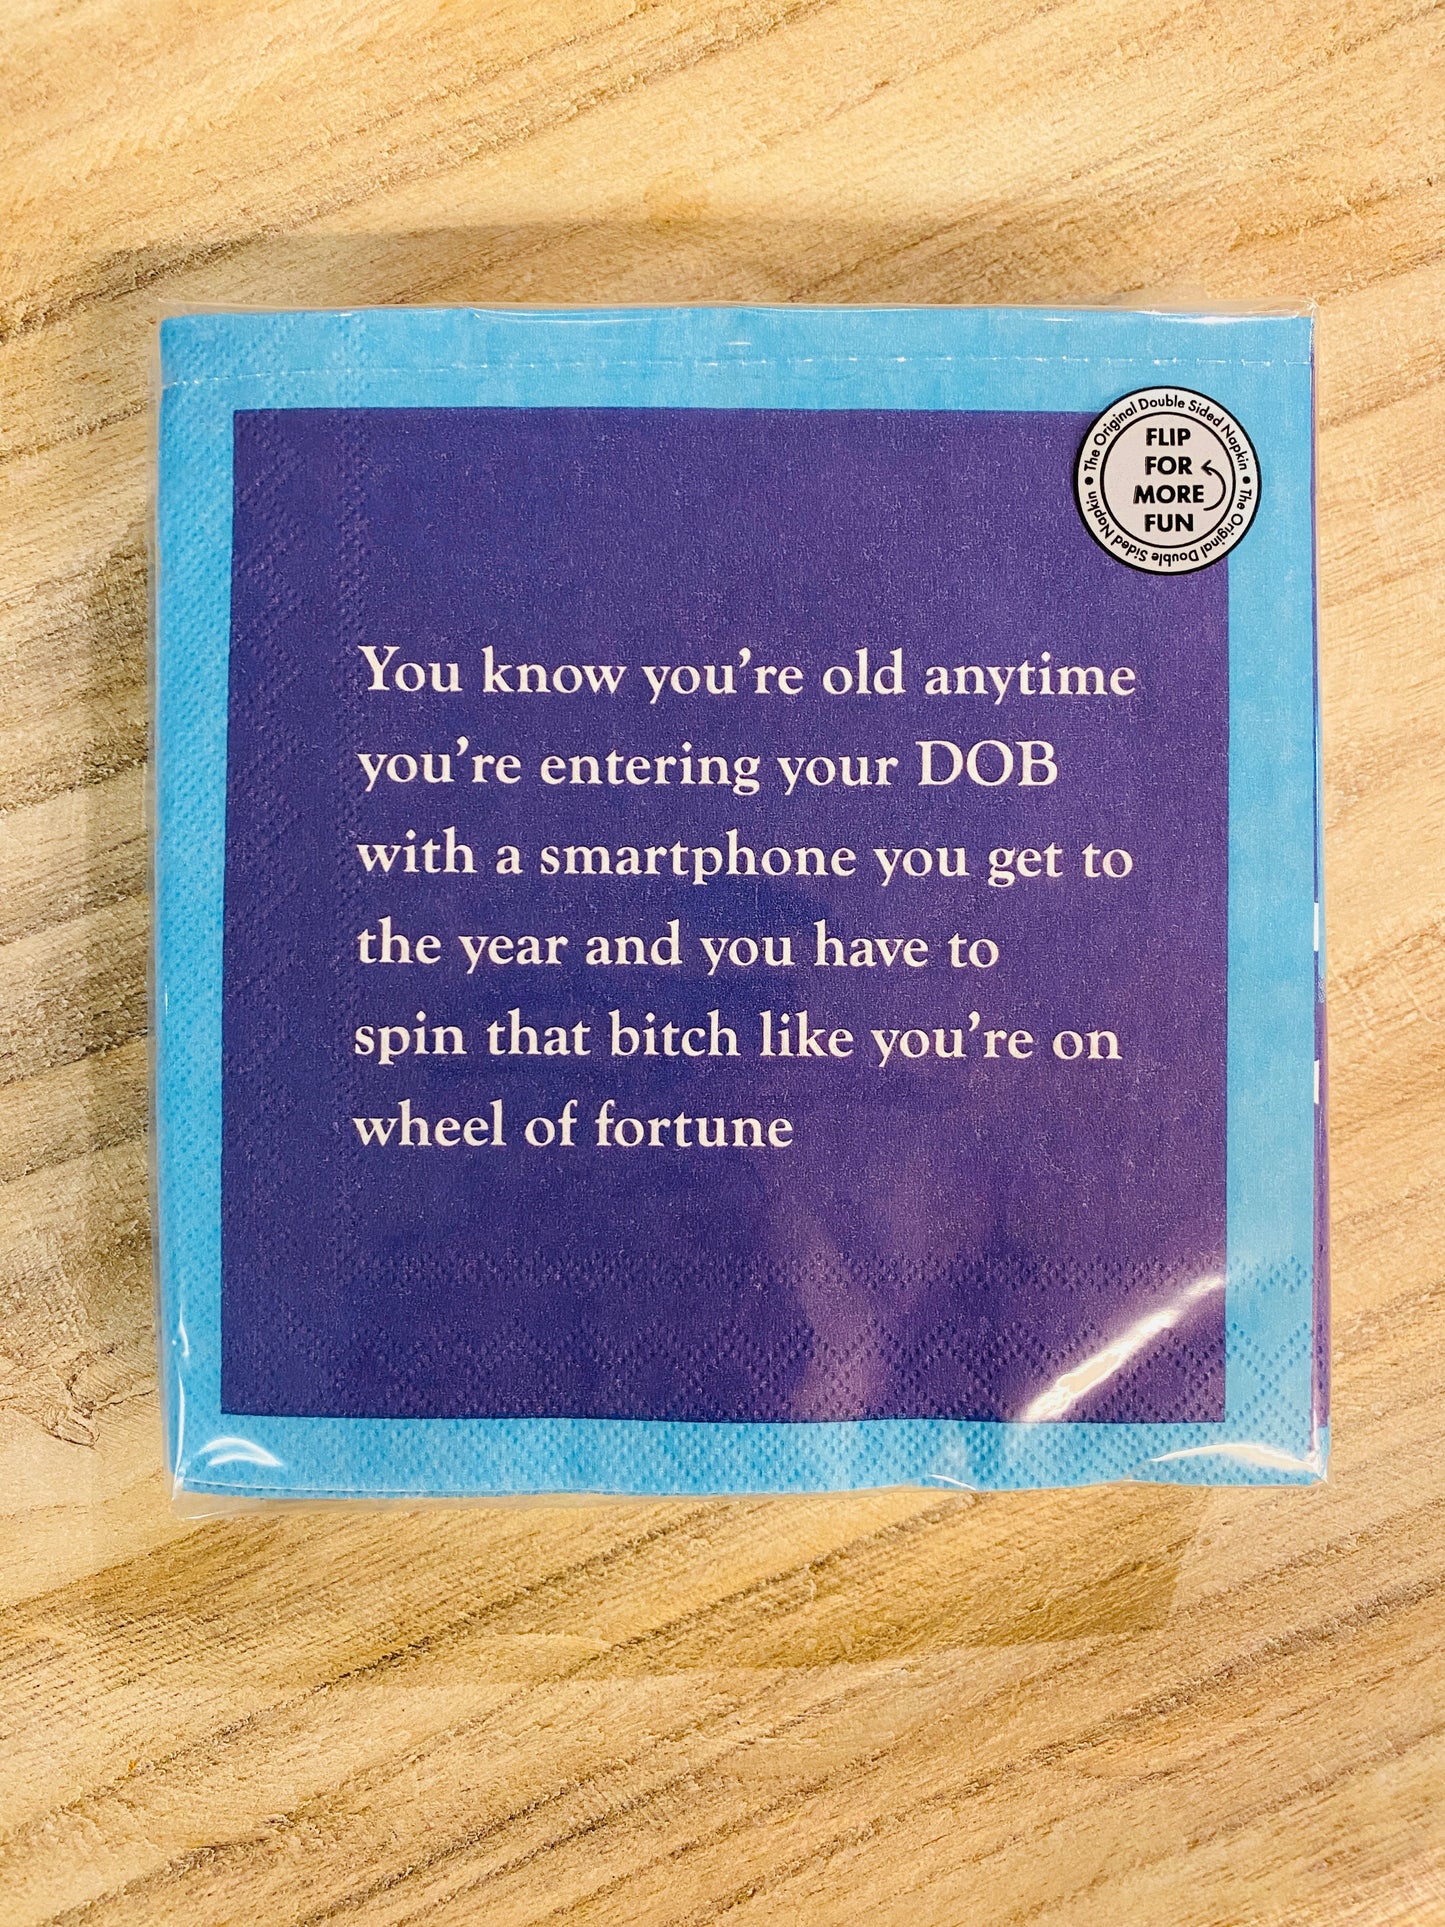 The Original Double Sided Napkin • The Original Double Sided Napkin •
FLIP
FOR
MORE
FUN
You know you’re old anytime
you’re entering your DOB
with a smartphone you get to
the year and you have to
spin that bitch like you’re on
wheel of fortune